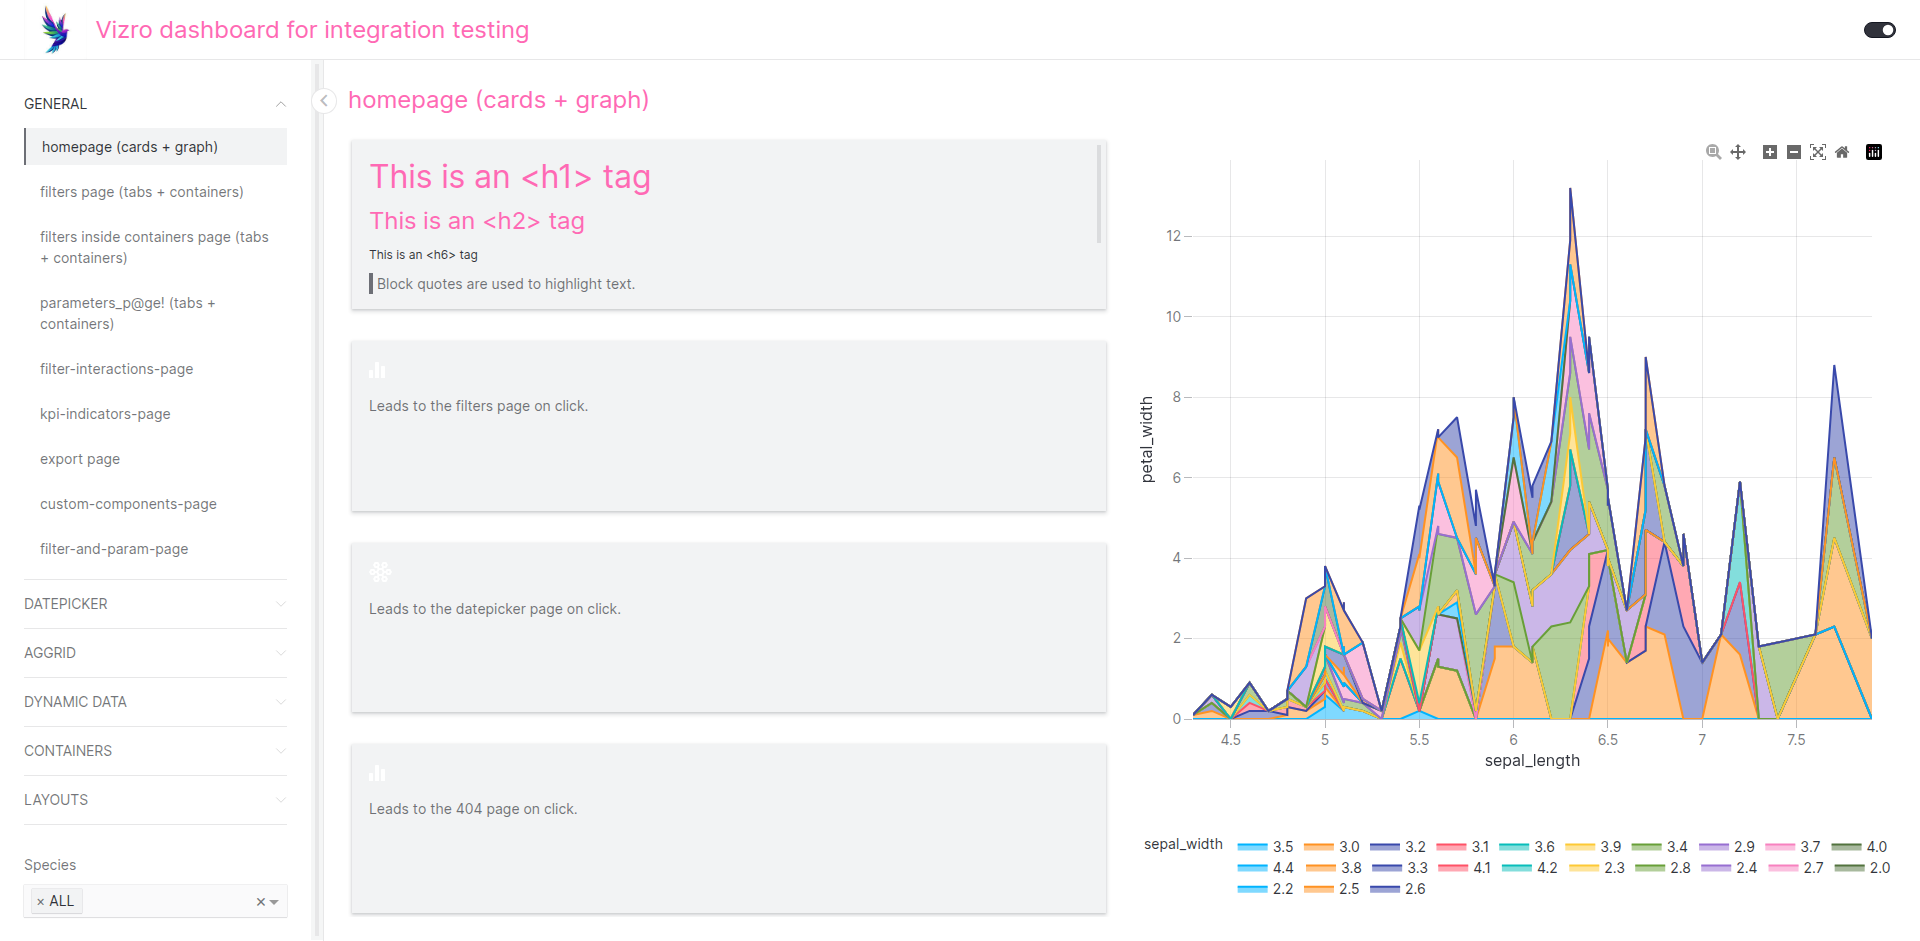 Vizro dashboard for integration testing
GENERAL
homepage (cards + graph)
filters page (tabs + containers)
filters inside containers page (tabs
+ containers)
parameters_p@ge! (tabs +
containers)
filter-interactions-page
kpi-indicators-page
export page
custom-components-page
filter-and-param-page
DATEPICKER
AGGRID
DYNAMIC DATA
CONTAINERS
LAYOUTS
Species
× ALL ×
homepage (cards + graph)
This is an <h1> tag
This is an <h2> tag
This is an <h6> tag
Block quotes are used to highlight text.
Leads to the filters page on click.
Leads to the datepicker page on click.
Leads to the 404 page on click.
12
10
8
6
4
2
0
petal_width
4.5 5 5.5 6 6.5 7 7.5
sepal_length
sepal_width
3.5 3.0 3.2 3.1 3.6 3.9 3.4 2.9 3.7 4.0
4.4 3.8 3.3 4.1 4.2 2.3 2.8 2.4 2.7 2.0
2.2 2.5 2.6